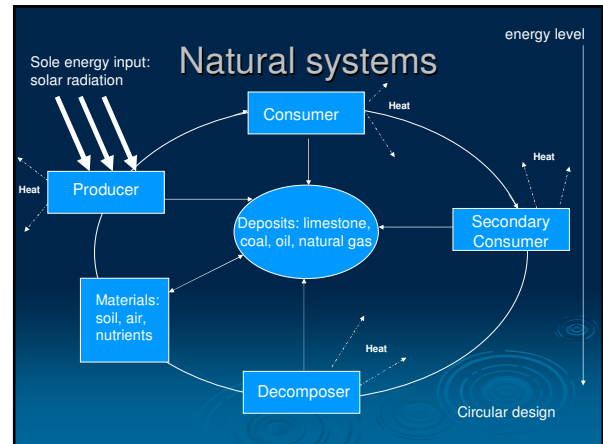 energy level
Sole energy input:
solar radiation
Natural systems
Consumer
Heat
Heat
Heat
Producer
Deposits: limestone,
coal, oil, natural gas
Secondary
Consumer
Materials:
soil, air,
nutrients
Heat
Decomposer
Circular design